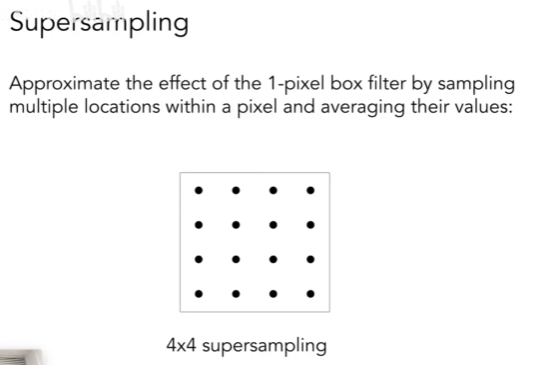 Supersampling
Approximate the effect of the 1-pixel box filter by sampling
multiple locations within a pixel and averaging their values:
4x4 supersampling